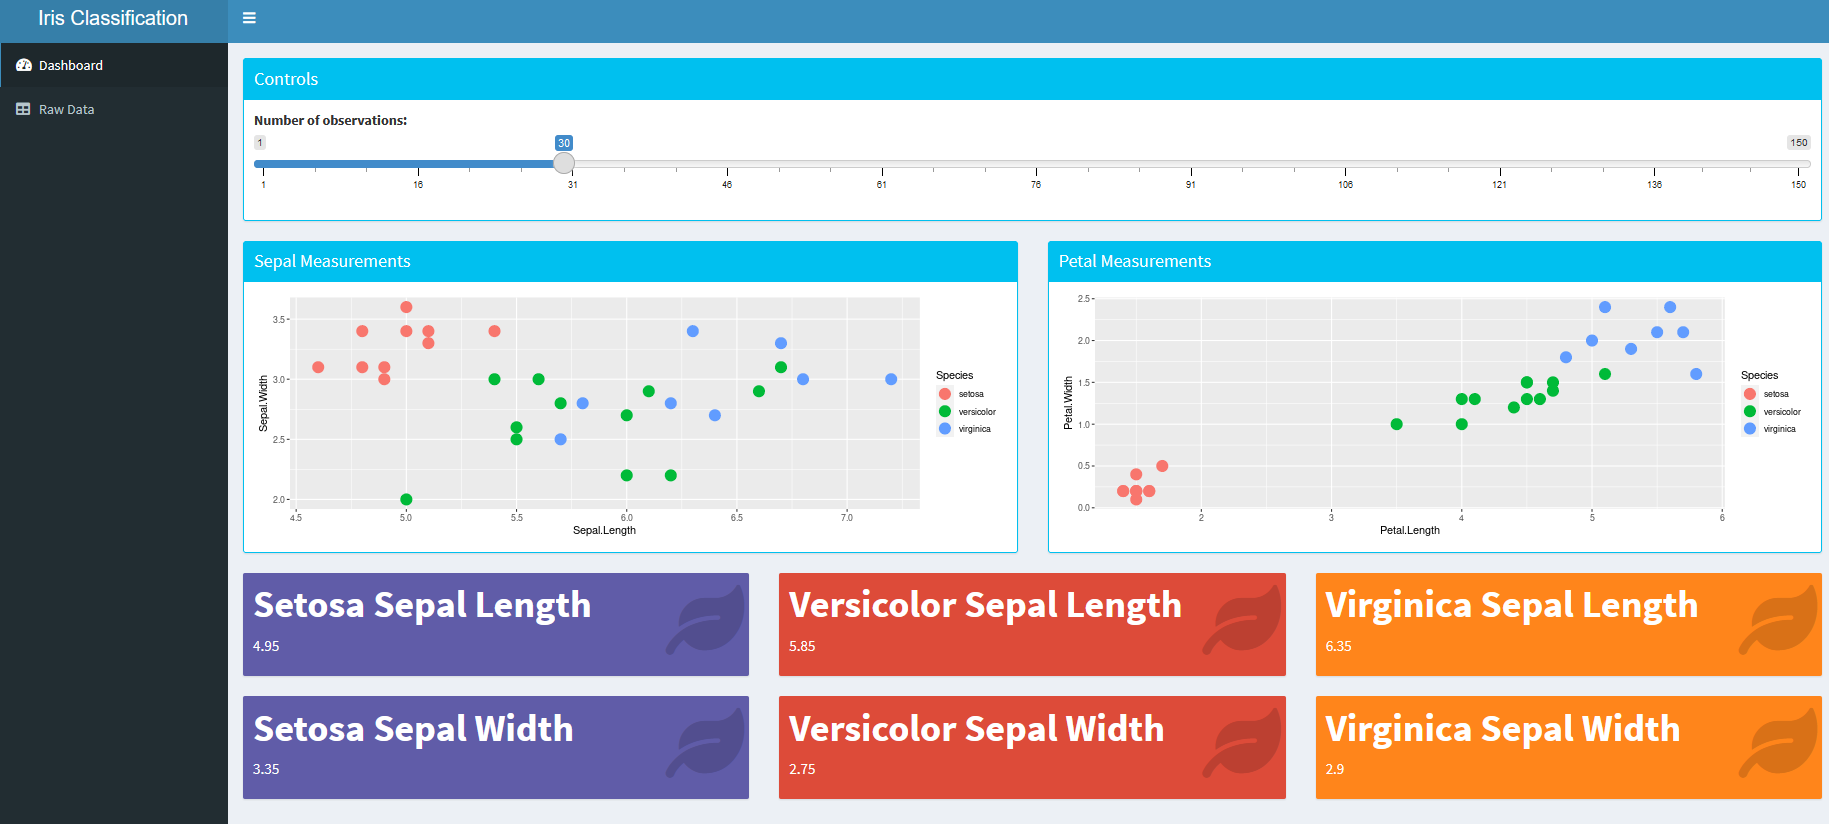 Iris Classification
Dashboard
Raw Data
Controls
Number of observations:
1 30 150
1 16 31 46 61 76 91 106 121 136 150
Sepal Measurements
Sepal.Width
3.5
3.0
2.5
2.0
4.5 5.0 5.5 6.0 6.5 7.0
Sepal.Length
Species
setosa
versicolor
virginica
Petal Measurements
Petal.Width
2.5
2.0
1.5
1.0
0.5
0.0
2 3 4 5 6
Petal.Length
Species
setosa
versicolor
virginica
Setosa Sepal Length
4.95
Versicolor Sepal Length
5.85
Virginica Sepal Length
6.35
Setosa Sepal Width
3.35
Versicolor Sepal Width
2.75
Virginica Sepal Width
2.9